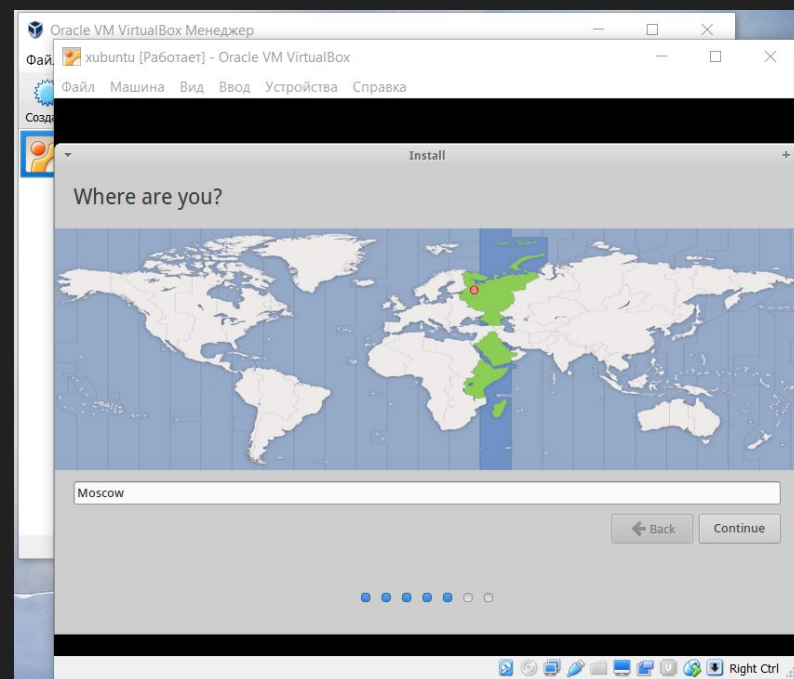 Oracle VM VirtualBox Менеджер
Фай
xubuntu [Работает] - Oracle VM VirtualBox
Файл Машина Вид Ввод Устройства Справка
Созда
Install
Where are you?
Moscow
Back Continue
Right Ctrl